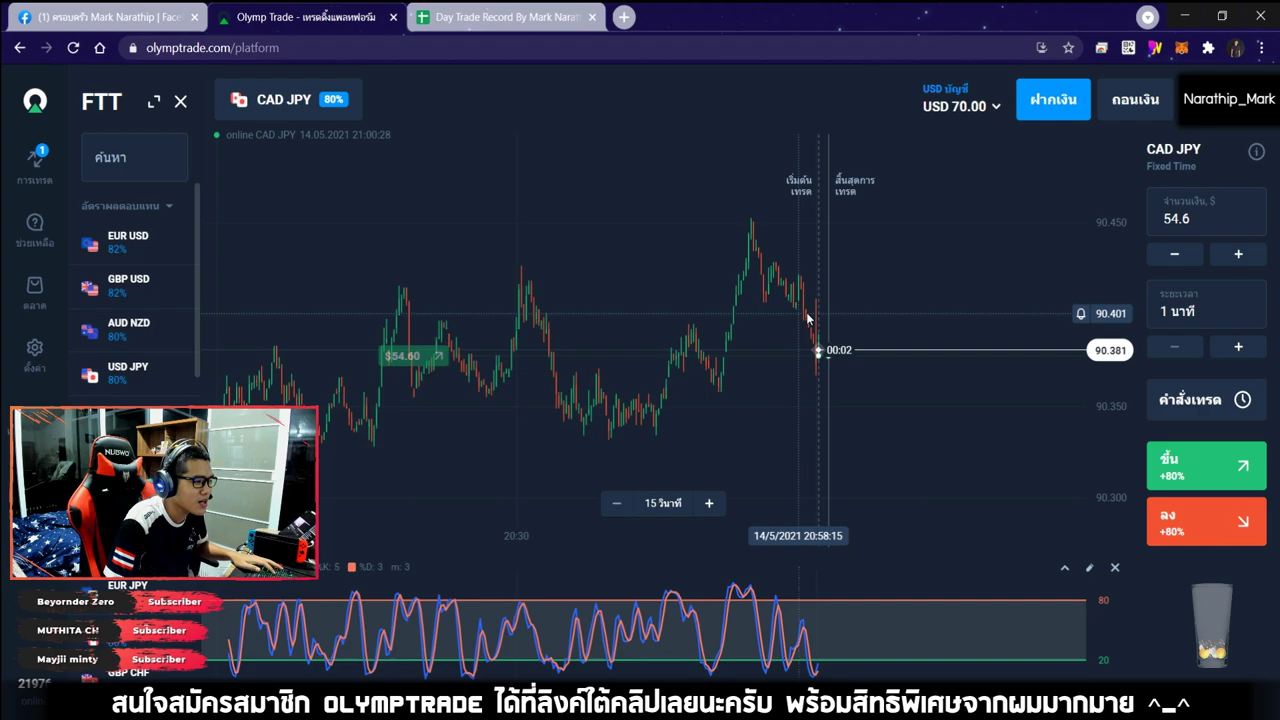 (1) ครอบครัว Mark Narathip | Face
Olymp Trade - เทรดดิ้งแพลทฟอร์ม
Day Trade Record By Mark Narat
olymptrade.com/platform
FTT
CAD JPY 80%
USD บัญชี
USD 70.00
ฝากเงิน
ถอนเงิน
Narathip_Mark
online CAD JPY 14.05.2021 21:00:28
1
การเทรด
ช่วยเหลือ
ตลาด
ตั้งค่า
ค้นหา
อัตราผลตอบแทน
EUR USD
82%
GBP USD
82%
AUD NZD
80%
USD JPY
80%
เริ่มต้น
เทรด
สิ้นสุดการ
เทรด
$54.60
00:02
90.450
90.401
90.381
90.350
90.300
15 วินาที
20:30
14/5/2021 20:58:15
CAD JPY
Fixed Time
จำนวนเงิน, $
54.6
ระยะเวลา
1 นาที
คำสั่งเทรด
ขึ้น
+80%
ลง
+80%
NUBWO
%K: 5 %D: 3 m: 3
80
20
EUR JPY
Beyornder Zero Subscriber
MUTHITA CH Subscriber
Mayjii minty Subscriber
GBP CHF
21976
สนใจสมัครสมาชิก OLYMPTRADE ได้ที่ลิงค์ใต้คลิปเลยนะครับ พร้อมสิทธิพิเศษจากผมมากมาย ^_^